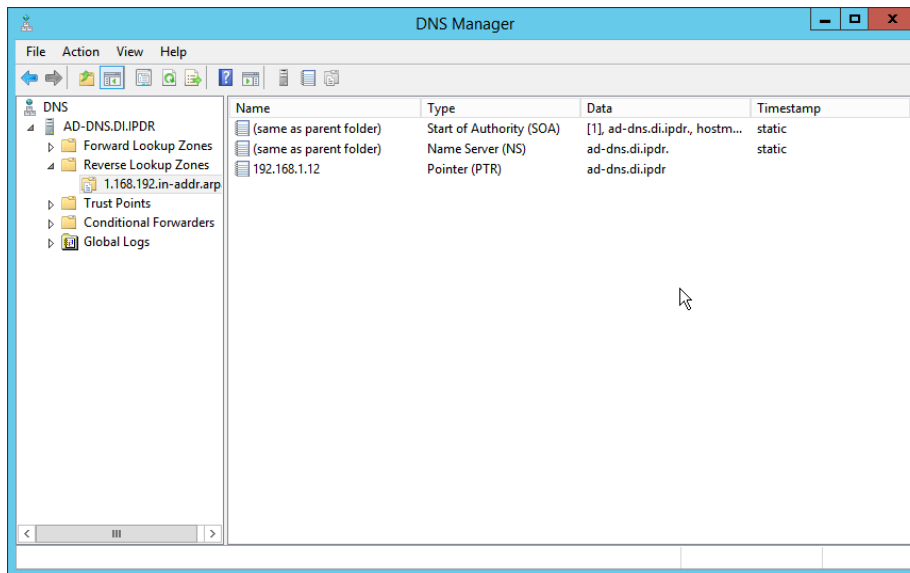 DNS Manager
File Action View Help
DNS
AD-DNS.DI.IPDR
Forward Lookup Zones
Reverse Lookup Zones
1.168.192.in-addr.arp
Trust Points
Conditional Forwarders
Global Logs
Name Type Data Timestamp
(same as parent folder) Start of Authority (SOA) [1], ad-dns.di.ipdr., hostm... static
(same as parent folder) Name Server (NS) ad-dns.di.ipdr. static
192.168.1.12 Pointer (PTR) ad-dns.di.ipdr